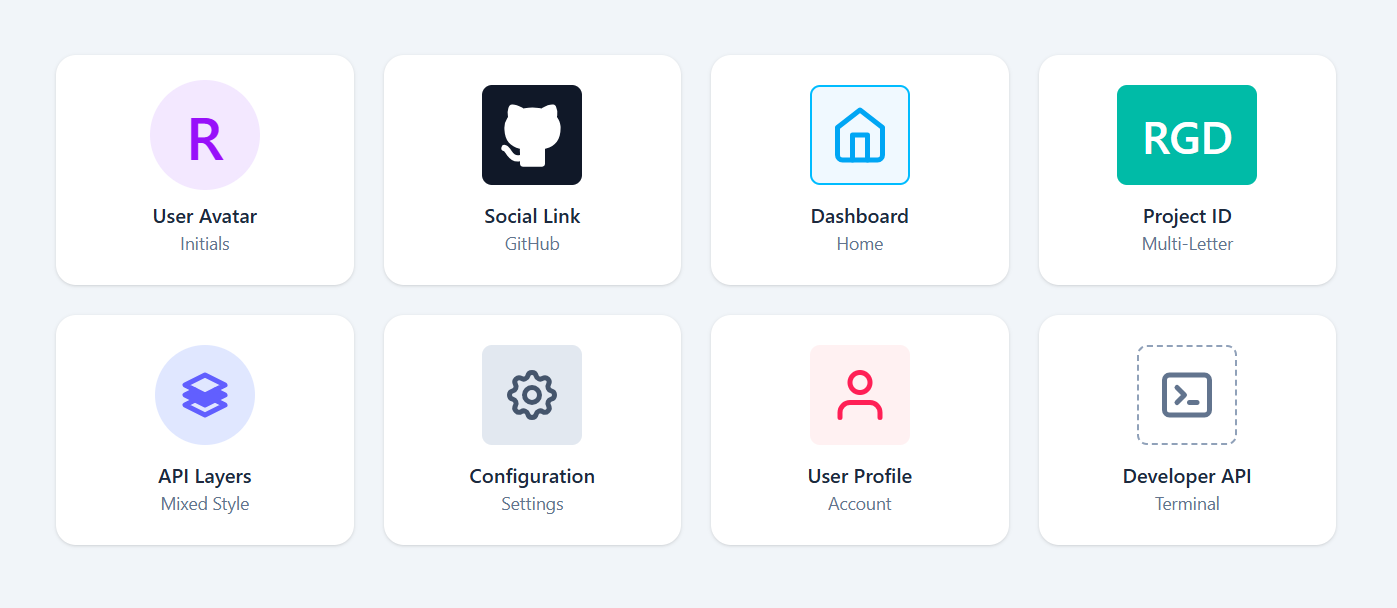 R
User Avatar
Initials
Social Link
GitHub
Dashboard
Home
RGD
Project ID
Multi-Letter
API Layers
Mixed Style
Configuration
Settings
User Profile
Account
Developer API
Terminal